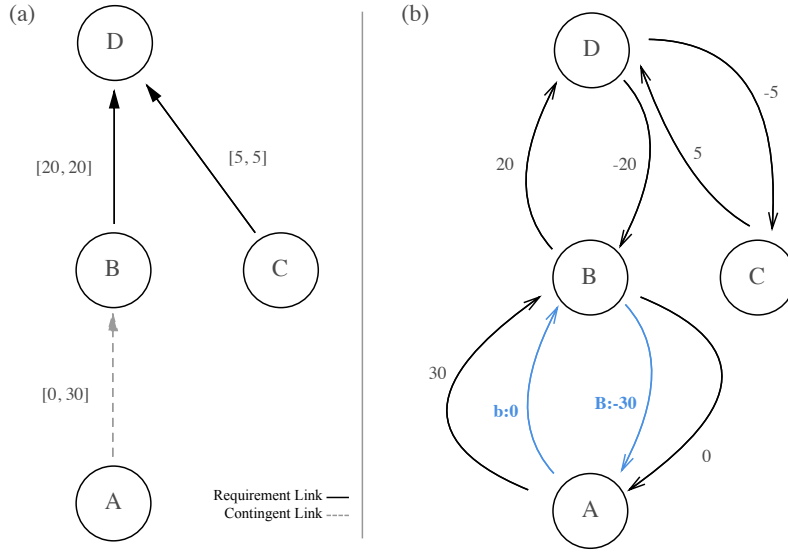 (a)
D
[20, 20]
[5, 5]
B
C
[0, 30]
A
Requirement Link
Contingent Link
(b)
D
-5
20
-20
5
B
C
30
b:0
B:-30
0
A